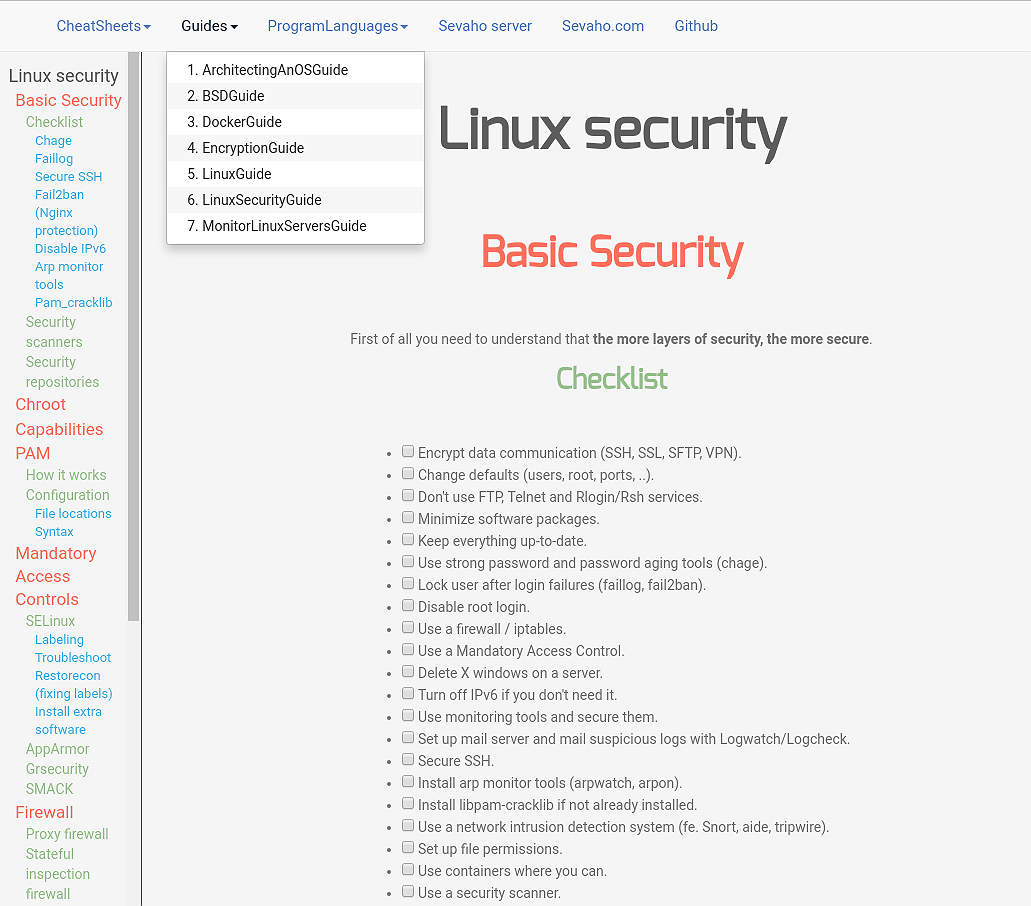 CheatSheets Guides ProgramLanguages Sevaho server Sevaho.com Github
1. ArchitectingAnOSGuide
2. BSDGuide
3. DockerGuide
4. EncryptionGuide
5. LinuxGuide
6. LinuxSecurityGuide
7. MonitorLinuxServersGuide
Linux security
Basic Security
Checklist
Chage
Faillog
Secure SSH
Fail2ban
(Nginx
protection)
Disable IPv6
Arp monitor
tools
Pam_cracklib
Security
scanners
Security
repositories
Chroot
Capabilities
PAM
How it works
Configuration
File locations
Syntax
Mandatory
Access
Controls
SELinux
Labeling
Troubleshoot
Restorecon
(fixing labels)
Install extra
software
AppArmor
Grsecurity
SMACK
Firewall
Proxy firewall
Stateful
inspection
firewall
Linux security
Basic Security
First of all you need to understand that the more layers of security, the more secure.
Checklist
Encrypt data communication (SSH, SSL, SFTP, VPN).
Change defaults (users, root, ports, ..).
Don't use FTP, Telnet and Rlogin/Rsh services.
Minimize software packages.
Keep everything up-to-date.
Use strong password and password aging tools (chage).
Lock user after login failures (faillog, fail2ban).
Disable root login.
Use a firewall / iptables.
Use a Mandatory Access Control.
Delete X windows on a server.
Turn off IPv6 if you don't need it.
Use monitoring tools and secure them.
Set up mail server and mail suspicious logs with Logwatch/Logcheck.
Secure SSH.
Install arp monitor tools (arpwatch, arpon).
Install libpam-cracklib if not already installed.
Use a network intrusion detection system (fe. Snort, aide, tripwire).
Set up file permissions.
Use containers where you can.
Use a security scanner.